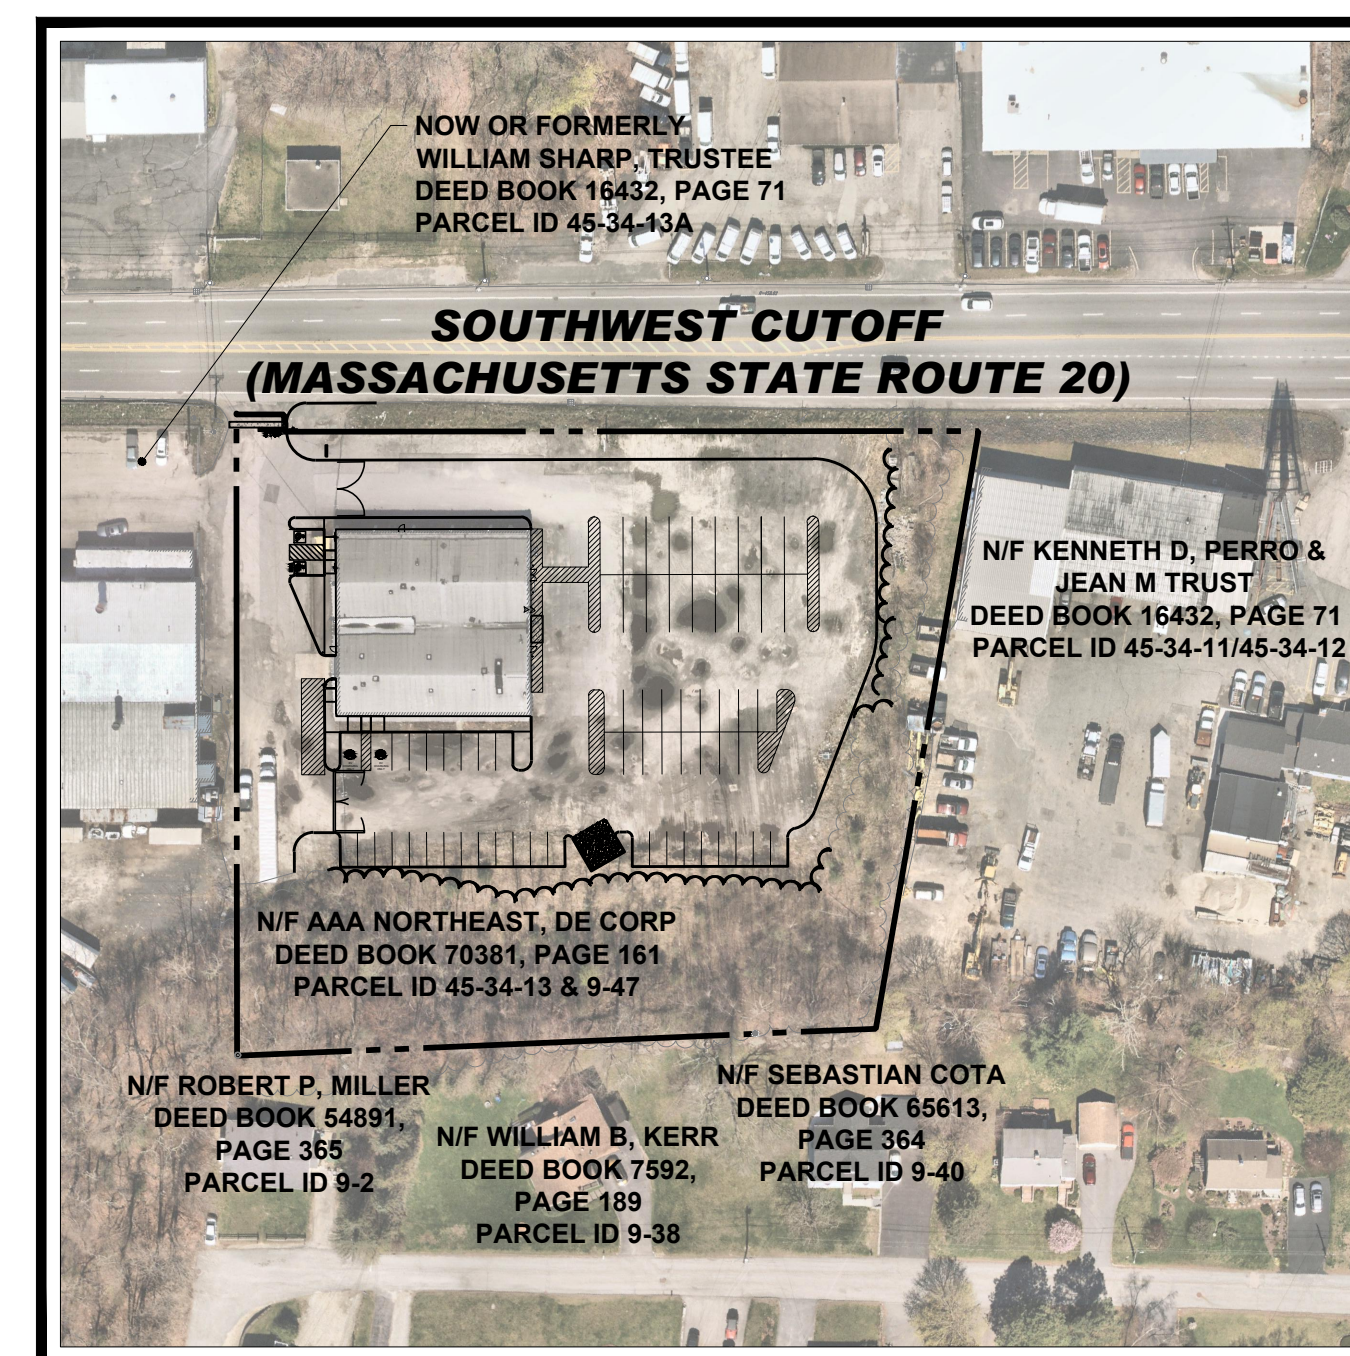 NOW OR FORMERLY
WILLIAM SHARP, TRUSTEE
DEED BOOK 16432, PAGE 71
PARCEL ID 45-34-13A
SOUTHWEST CUTOFF
(MASSACHUSETTS STATE ROUTE 20)
N/F KENNETH D, PERRO &
JEAN M TRUST
DEED BOOK 16432, PAGE 71
PARCEL ID 45-34-11/45-34-12
N/F AAA NORTHEAST, DE CORP
DEED BOOK 70381, PAGE 161
PARCEL ID 45-34-13 & 9-47
N/F ROBERT P, MILLER
DEED BOOK 54891,
PAGE 365
PARCEL ID 9-2
N/F WILLIAM B, KERR
DEED BOOK 7592,
PAGE 189
PARCEL ID 9-38
N/F SEBASTIAN COTA
DEED BOOK 65613,
PAGE 364
PARCEL ID 9-40